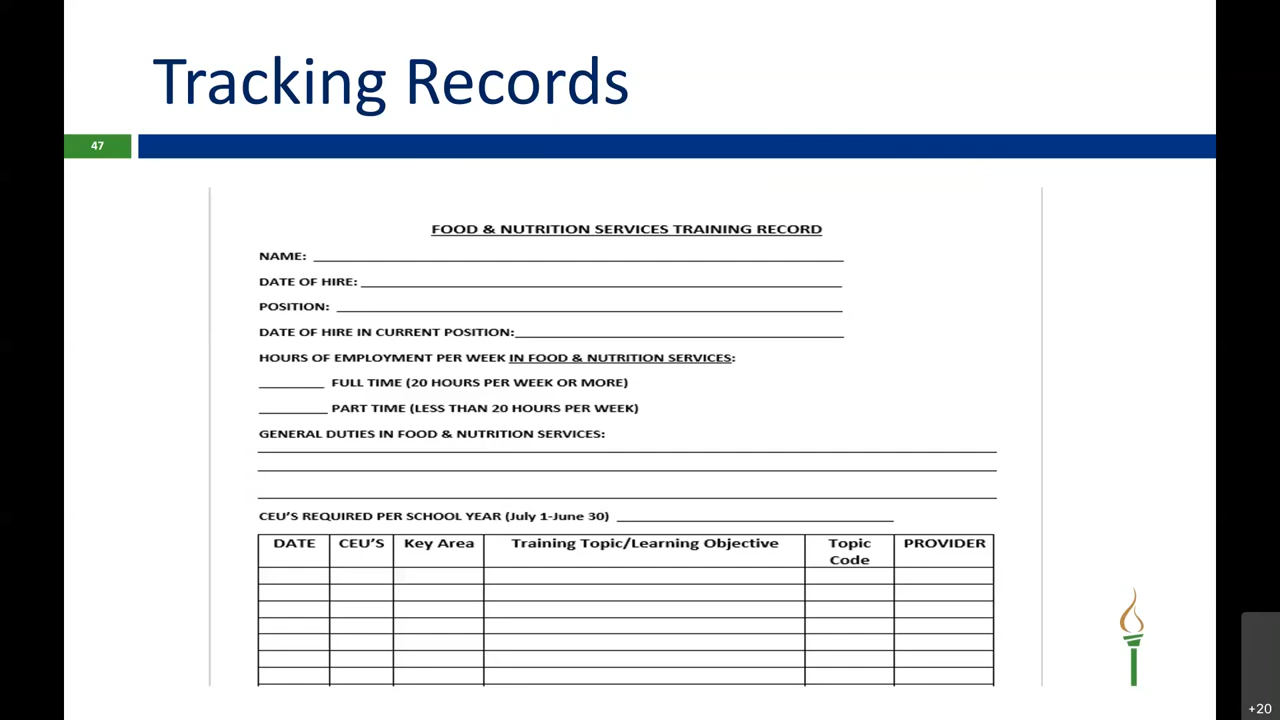 Tracking Records
47
FOOD & NUTRITION SERVICES TRAINING RECORD
NAME:
DATE OF HIRE:
POSITION:
DATE OF HIRE IN CURRENT POSITION:
HOURS OF EMPLOYMENT PER WEEK IN FOOD & NUTRITION SERVICES:
FULL TIME (20 HOURS PER WEEK OR MORE)
PART TIME (LESS THAN 20 HOURS PER WEEK)
GENERAL DUTIES IN FOOD & NUTRITION SERVICES:
CEU'S REQUIRED PER SCHOOL YEAR (July 1-June 30)
DATE CEU'S Key Area Training Topic/Learning Objective Topic Code PROVIDER
+20